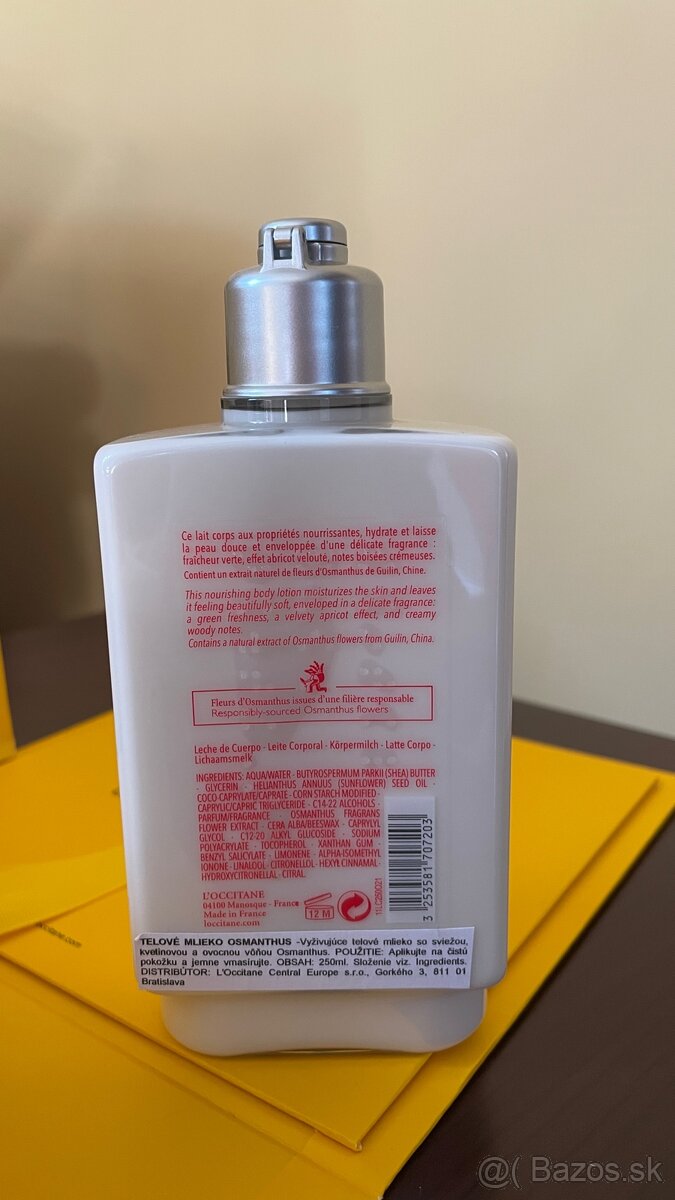 Ce lait corps aux propriétés nourrissantes, hydrate et laisse
la peau douce et enveloppée d'une délicate fragrance :
fraîcheur verte, effet abricot velouté, notes boisées crémeuses.
Contient un extrait naturel de fleurs d'Osmanthus de Guilin, Chine.
This nourishing body lotion moisturizes the skin and leaves
it feeling beautifully soft, enveloped in a delicate fragrance:
a green freshness, a velvety apricot effect, and creamy
woody notes.
Contains a natural extract of Osmanthus flowers from Guilin, China.
Fleurs d'Osmanthus issues d'une filière responsable
Responsibly-sourced Osmanthus flowers
Leche de Cuerpo - Leite Corporal - Körpermilch - Latte Corpo -
Lichaamsmelk
INGREDIENTS: AQUA/WATER - BUTYROSPERMUM PARKII (SHEA) BUTTER
- GLYCERIN - HELIANTHUS ANNUUS (SUNFLOWER) SEED OIL -
COCO-CAPRYLATE/CAPRATE - CORN STARCH MODIFIED -
CAPRYLIC/CAPRIC TRIGLYCERIDE - C14-22 ALCOHOLS -
PARFUM/FRAGRANCE - OSMANTHUS FRAGRANS
FLOWER EXTRACT - CERA ALBA/BEESWAX - CAPRYLYL
GLYCOL - C12-20 ALKYL GLUCOSIDE - SODIUM
POLYACRYLATE - TOCOPHEROL - XANTHAN GUM -
BENZYL SALICYLATE - LIMONENE - ALPHA-ISOMETHYL
IONONE - LINALOOL - CITRONELLOL - HEXYL CINNAMAL -
HYDROXYCITRONELLAL - CITRAL.
L'OCCITANE
04100 Manosque - France
Made in France
loccitane.com
12 M
11LC250O21
3 253581 707203
TELOVÉ MLIEKO OSMANTHUS -Vyživujúce telové mlieko so sviežou,
kvetinovou a ovocnou vôňou Osmanthus. POUŽITIE: Aplikujte na čistú
pokožku a jemne vmasírujte. OBSAH: 250ml. Složenie viz. Ingredients.
DISTRIBÚTOR: L'Occitane Central Europe s.r.o., Gorkého 3, 811 01
Bratislava
occitane.com
@( Bazos.sk